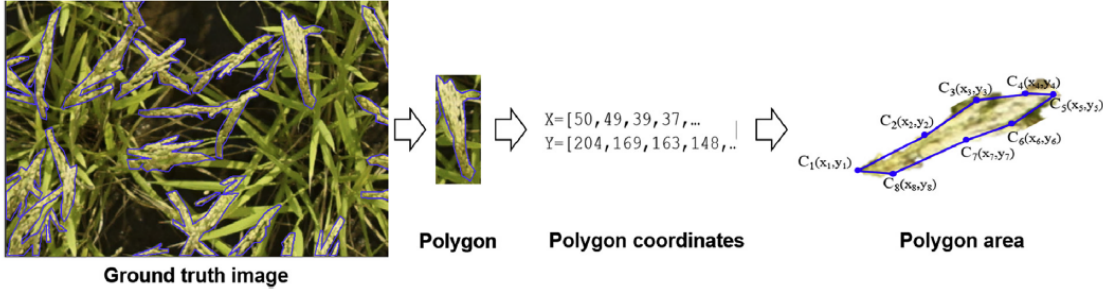 C₃(x₃,y₃)
C₄(x₄,y₄)
C₅(x₅,y₅)
C₂(x₂,y₂)
C₆(x₆,y₆)
C₇(x₇,y₇)
C₁(x₁,y₁)
C₈(x₈,y₈)
X=[50,49,39,37,…
Y=[204,169,163,148,..
Polygon
Polygon coordinates
Polygon area
Ground truth image